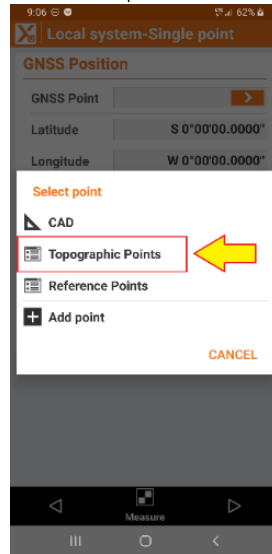 9:06 62%
Local system-Single point
GNSS Position
GNSS Point
Latitude S 0°00'00.0000"
Longitude W 0°00'00.0000"
Select point
CAD
Topographic Points
Reference Points
Add point
CANCEL
Measure